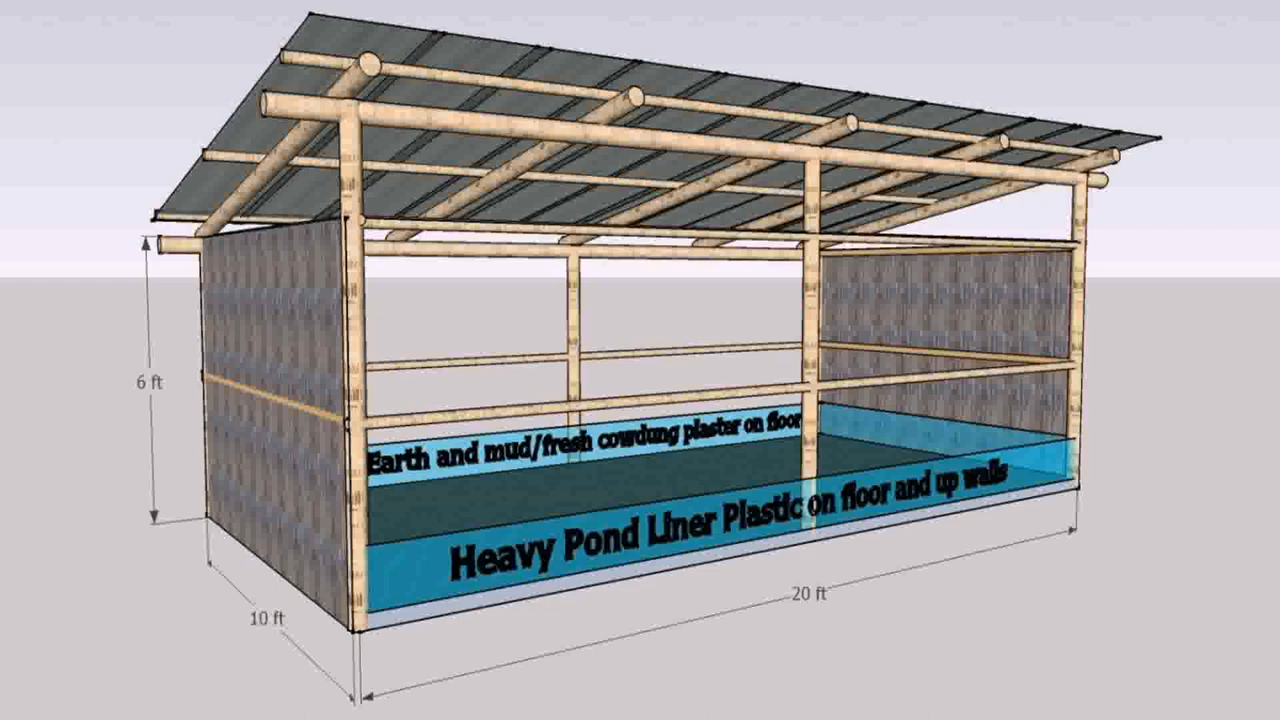 6 ft
Earth and mud/fresh cowdung plaster on floor
Heavy Pond Liner Plastic on floor and up walls
20 ft
10 ft